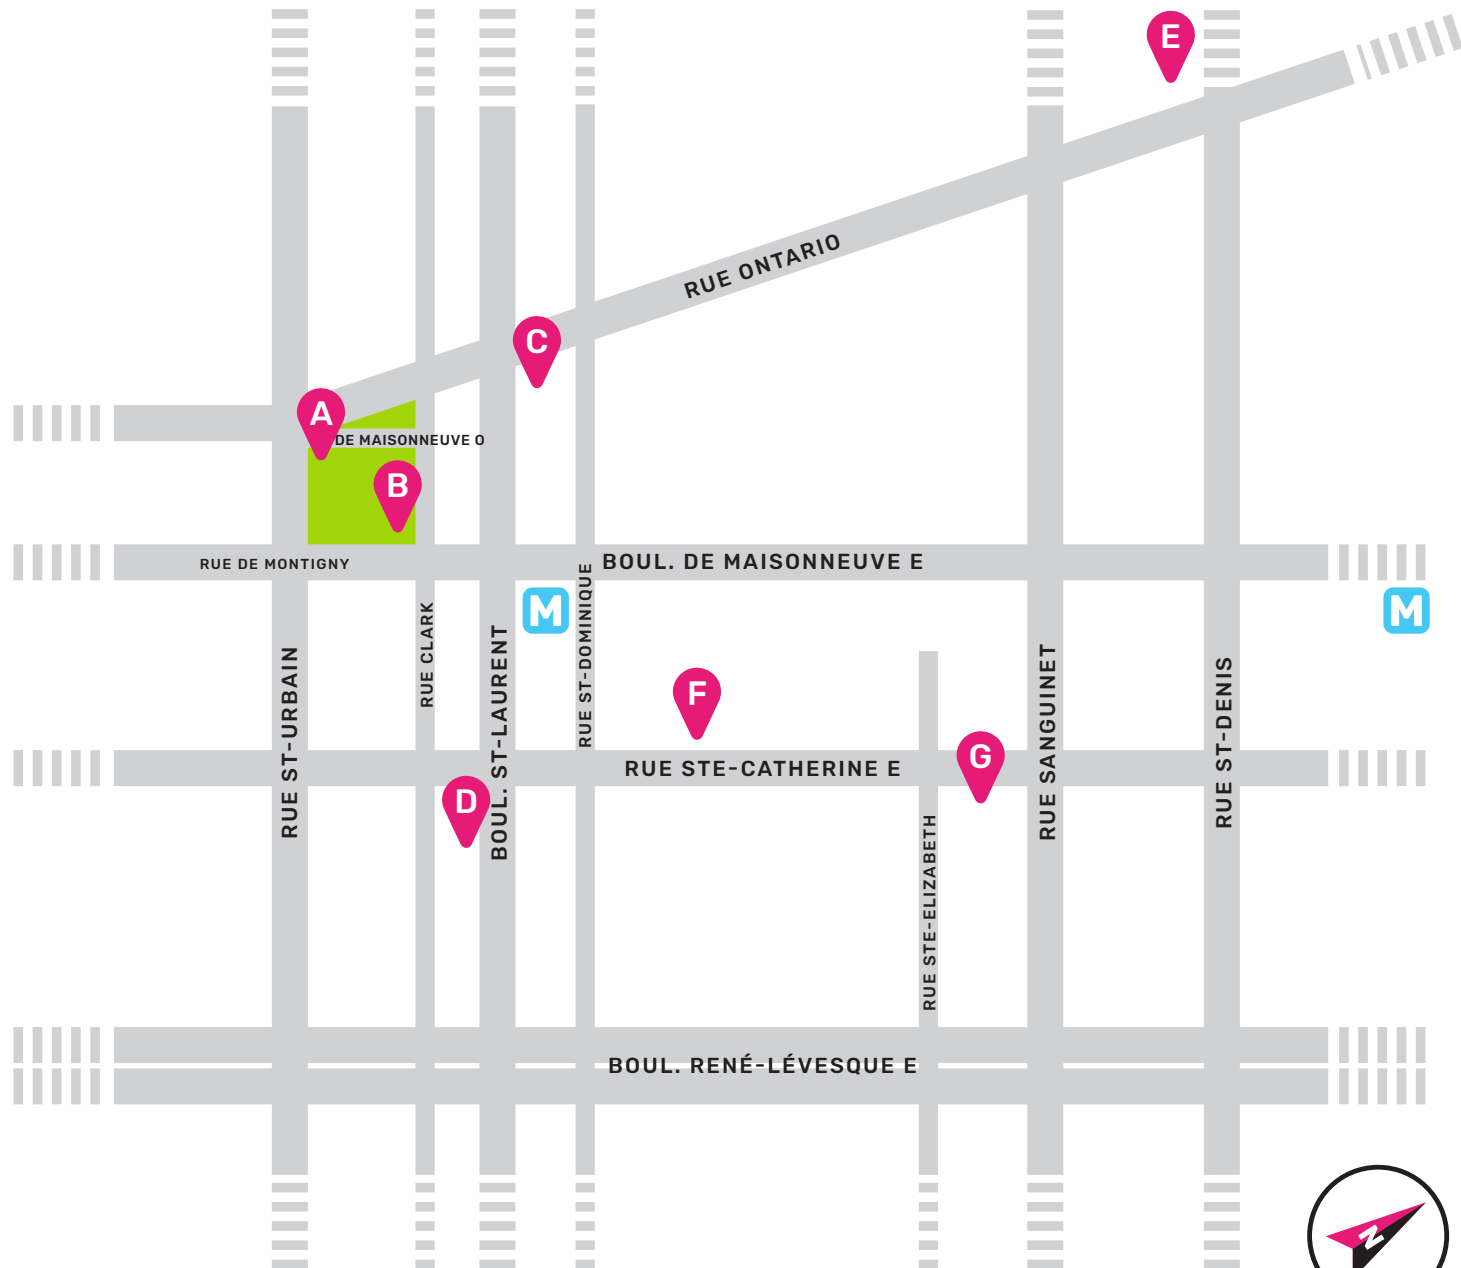 E
RUE ONTARIO
C
A
DE MAISONNEUVE O
B
BOUL. DE MAISONNEUVE E
RUE DE MONTIGNY
M
M
RUE ST-DOMINIQUE
RUE CLARK
BOUL. ST-LAURENT
RUE ST-URBAIN
F
RUE SANGUINET
RUE ST-DENIS
G
RUE STE-CATHERINE E
D
RUE STE-ELIZABETH
BOUL. RENÉ-LÉVESQUE E
N